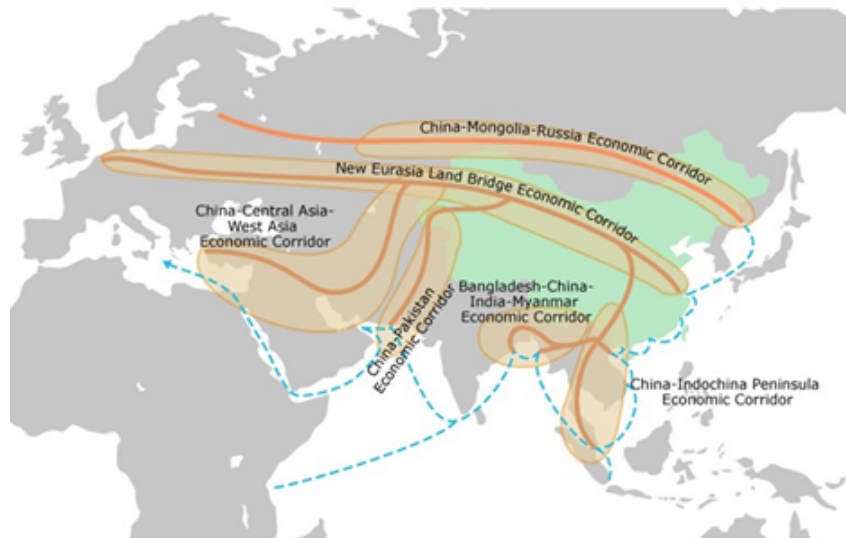 China-Mongolia-Russia Economic Corridor
New Eurasia Land Bridge Economic Corridor
China-Central Asia-
West Asia
Economic Corridor
China-Pakistan
Economic Corridor
Bangladesh-China-
India-Myanmar
Economic Corridor
China-Indochina Peninsula
Economic Corridor